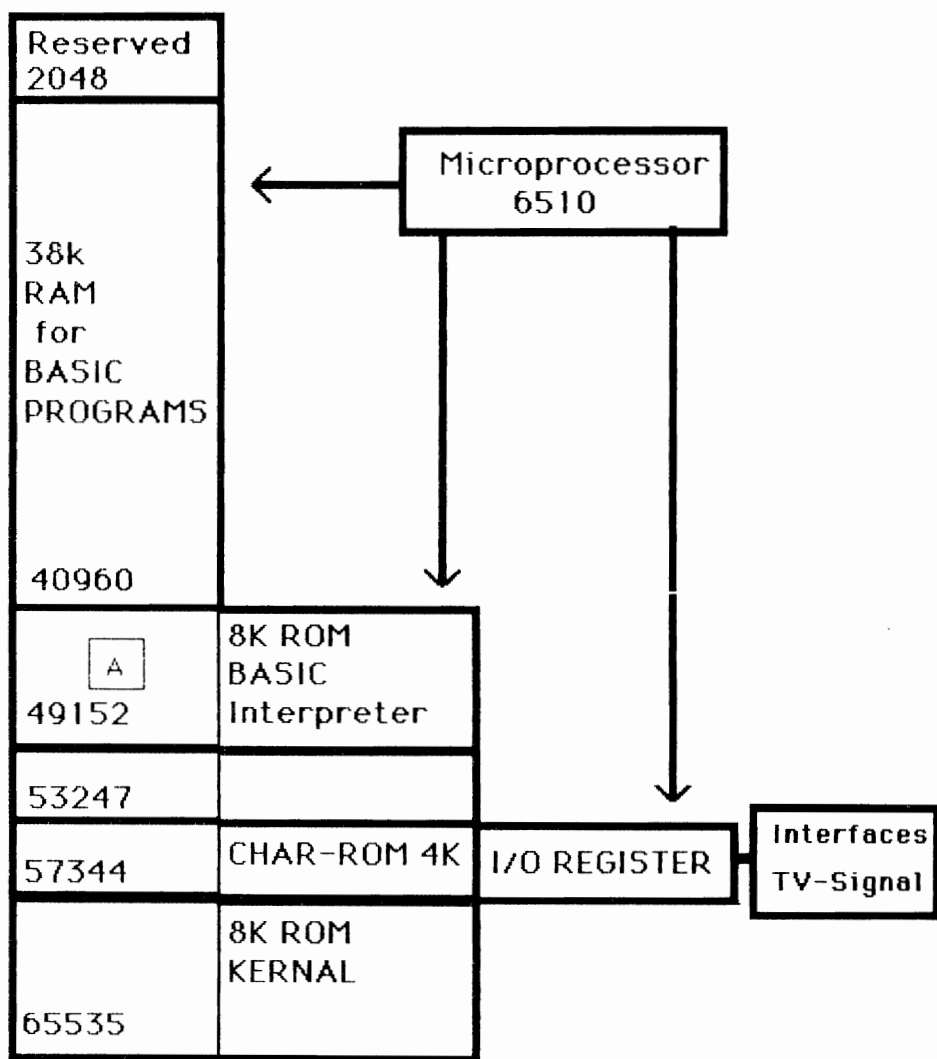 Reserved
2048
Microprocessor
6510
38k
RAM
for
BASIC
PROGRAMS
40960
A
49152
8K ROM
BASIC
Interpreter
53247
57344
CHAR-ROM 4K
I/O REGISTER
Interfaces
TV-Signal
8K ROM
KERNAL
65535